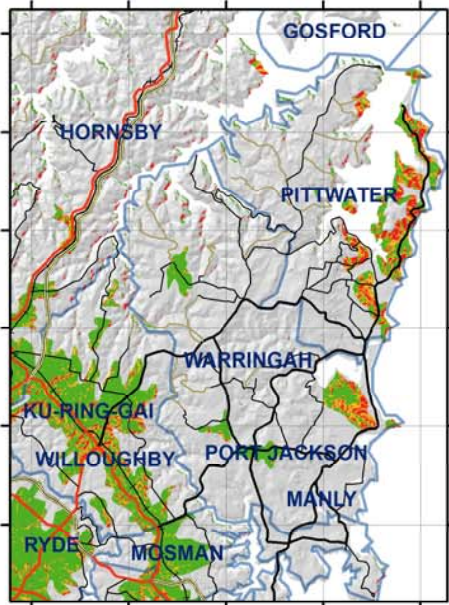 GOSFORD
HORNSBY
PITTWATER
WARRINGAH
KU-RING-GAI
WILLOUGHBY
PORT JACKSON
MANLY
RYDE
MOSMAN